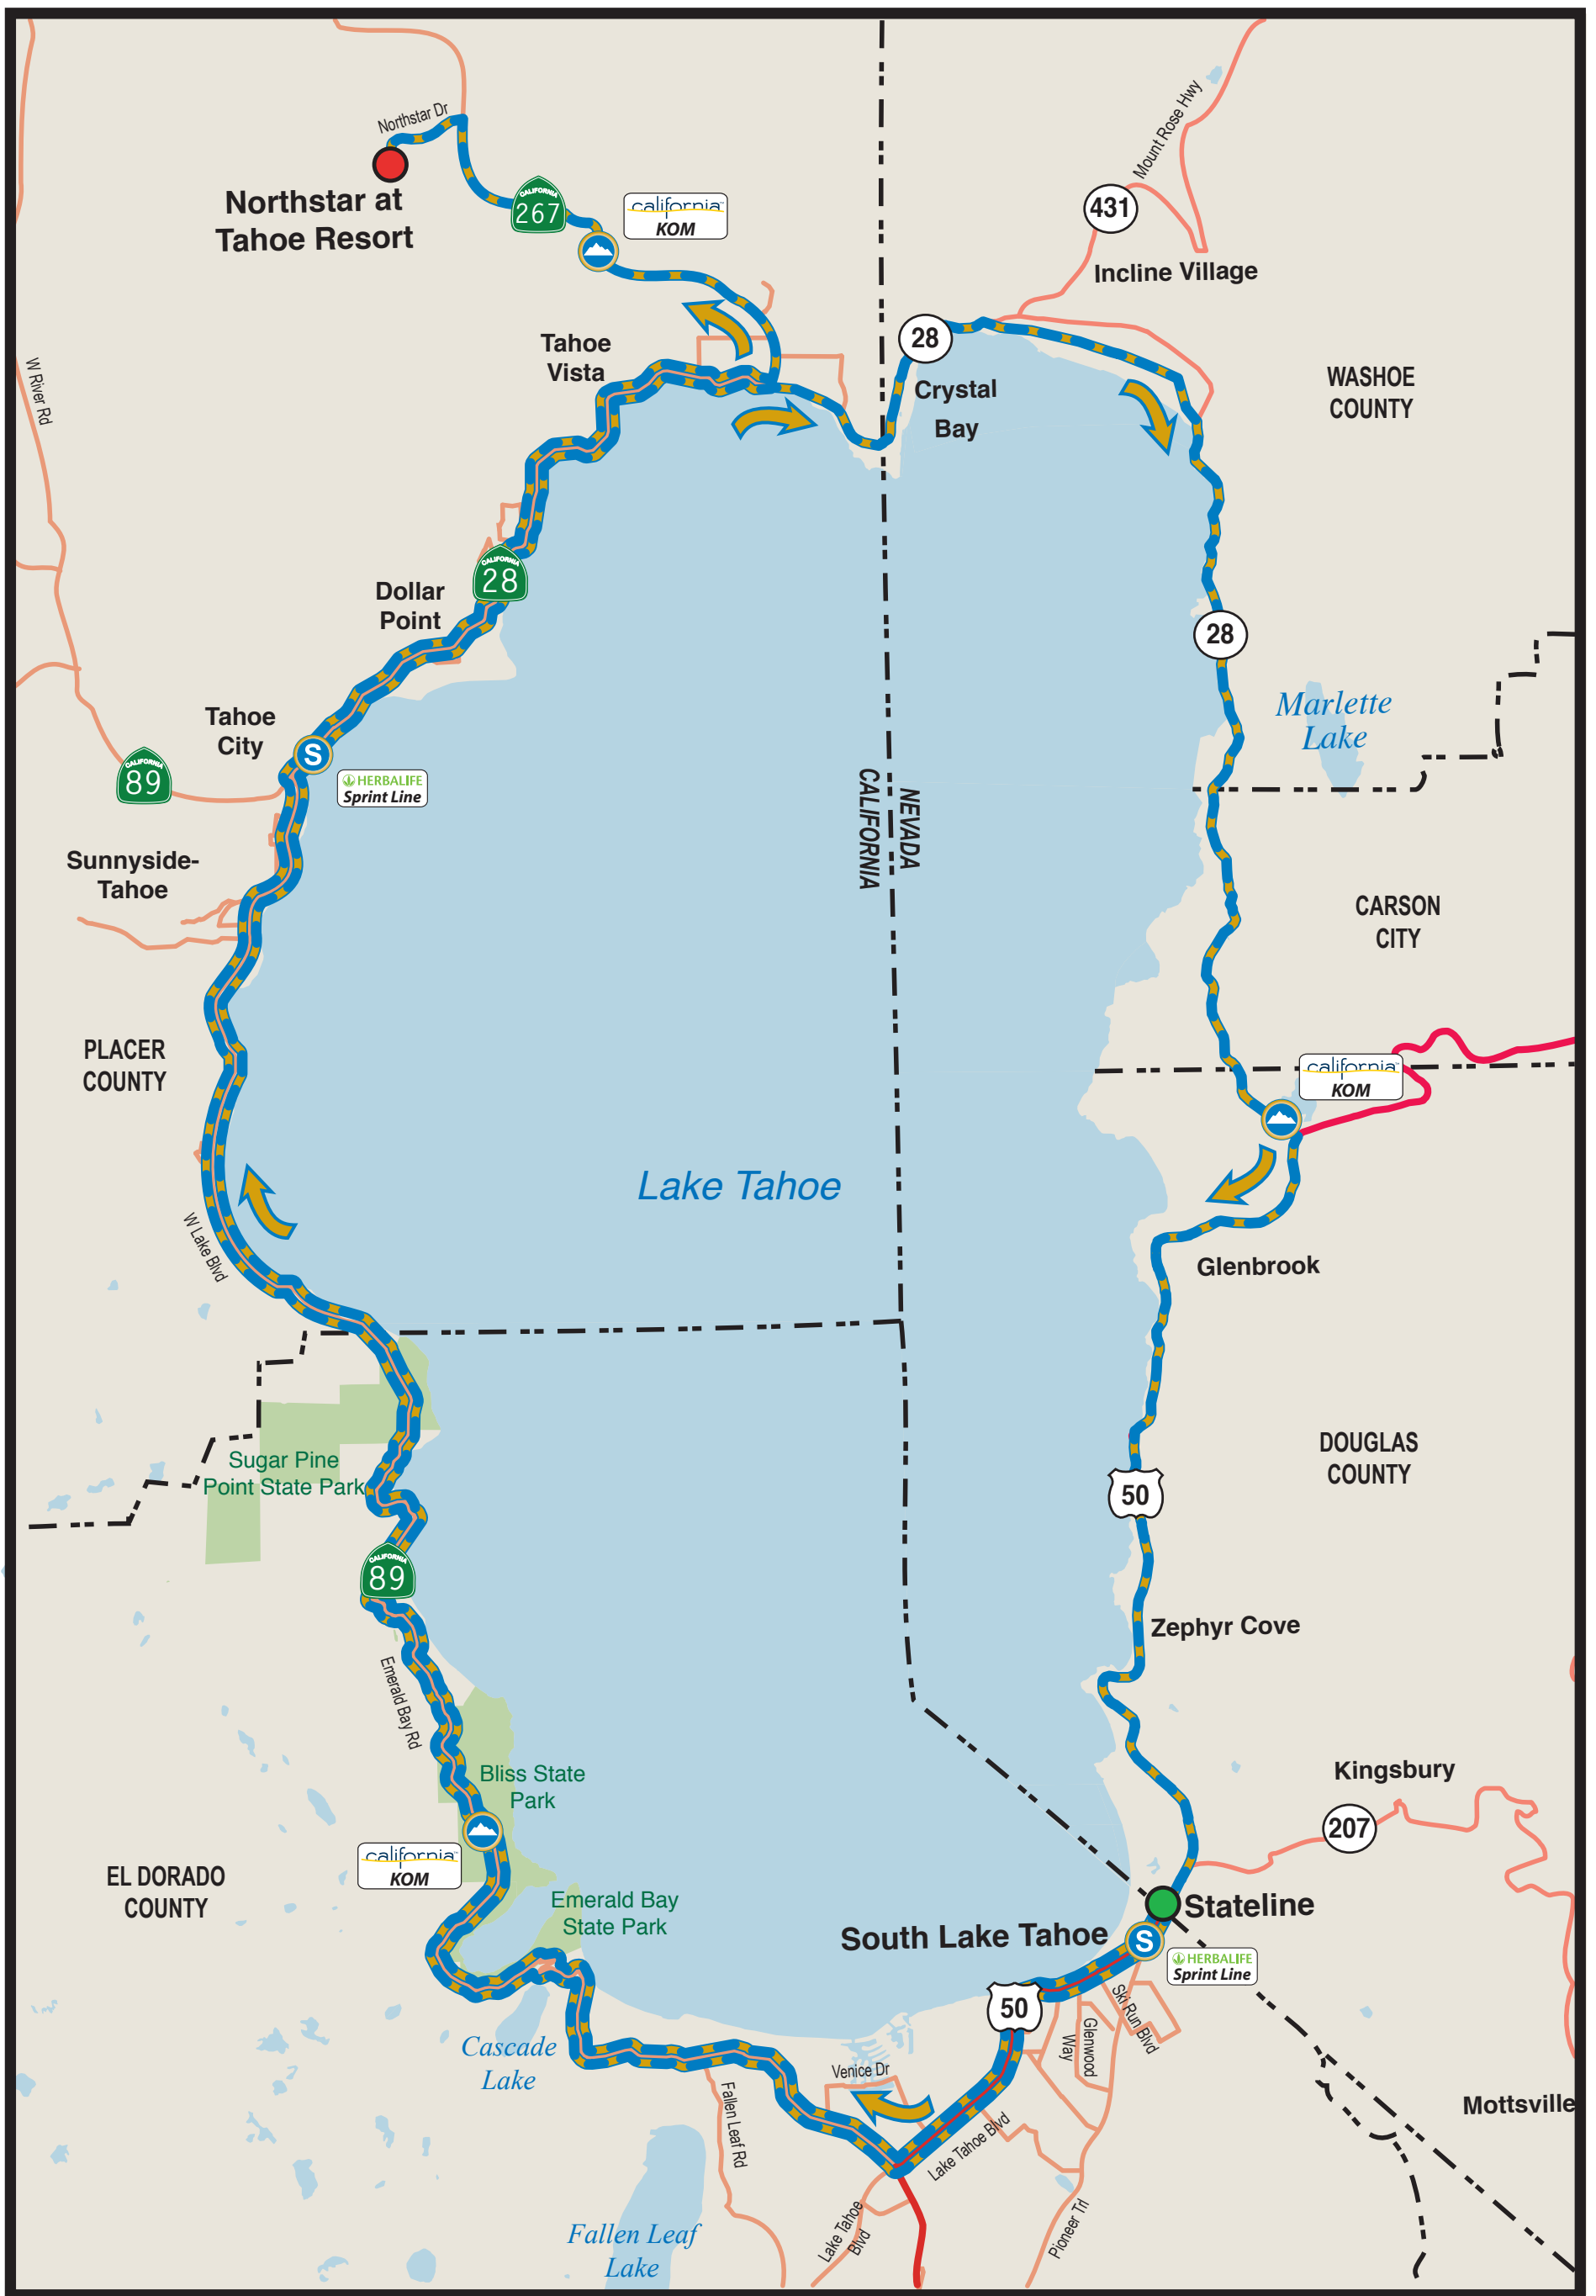 Northstar Dr
Northstar at
Tahoe Resort
CALIFORNIA
267
california
KOM
Mount Rose Hwy
431
Incline Village
W River Rd
Tahoe
Vista
28
Crystal
Bay
WASHOE
COUNTY
CALIFORNIA
28
Dollar
Point
28
Marlette
Lake
Tahoe
City
S
HERBALIFE
Sprint Line
CALIFORNIA
89
NEVADA
CALIFORNIA
Sunnyside-
Tahoe
CARSON
CITY
PLACER
COUNTY
california
KOM
Lake Tahoe
W Lake Blvd
Glenbrook
Sugar Pine
Point State Park
DOUGLAS
COUNTY
50
CALIFORNIA
89
Zephyr Cove
Emerald Bay Rd
Bliss State
Park
Kingsbury
207
california
KOM
EL DORADO
COUNTY
Emerald Bay
State Park
Stateline
South Lake Tahoe
S
HERBALIFE
Sprint Line
50
Ski Run Blvd
Glenwood
Way
Cascade
Lake
Venice Dr
Fallen Leaf Rd
Lake Tahoe Blvd
Mottsville
Lake Tahoe
Blvd
Pioneer Trl
Fallen Leaf
Lake